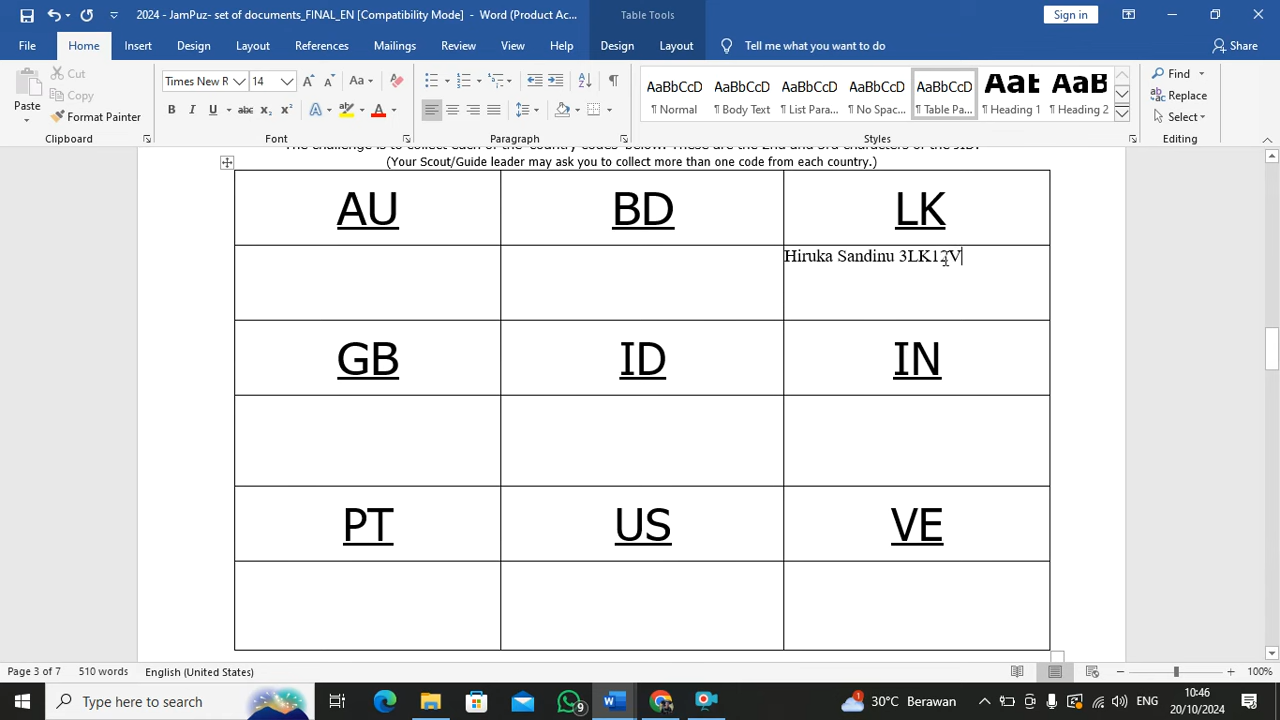 2024 - JamPuz- set of documents_FINAL_EN [Compatibility Mode] - Word (Product Ac...
Table Tools
Sign in
File Home Insert Design Layout References Mailings Review View Help Design Layout Tell me what you want to do Share
Paste
Cut
Copy
Format Painter
Clipboard
Times New R 14
Font
Paragraph
AaBbCcD ¶ Normal
AaBbCcD ¶ Body Text
AaBbCcD ¶ List Para...
AaBbCcD ¶ No Spac...
AaBbCcD ¶ Table Pa...
AaBb ¶ Heading 1
AaBb ¶ Heading 2
Styles
Find
Replace
Select
Editing
(Your Scout/Guide leader may ask you to collect more than one code from each country.)
AU BD LK
Hiruka Sandinu 3LK12V
GB ID IN
PT US VE
Page 3 of 7 510 words English (United States) 100%
Type here to search
9
1
30°C Berawan
ENG
10:46
20/10/2024